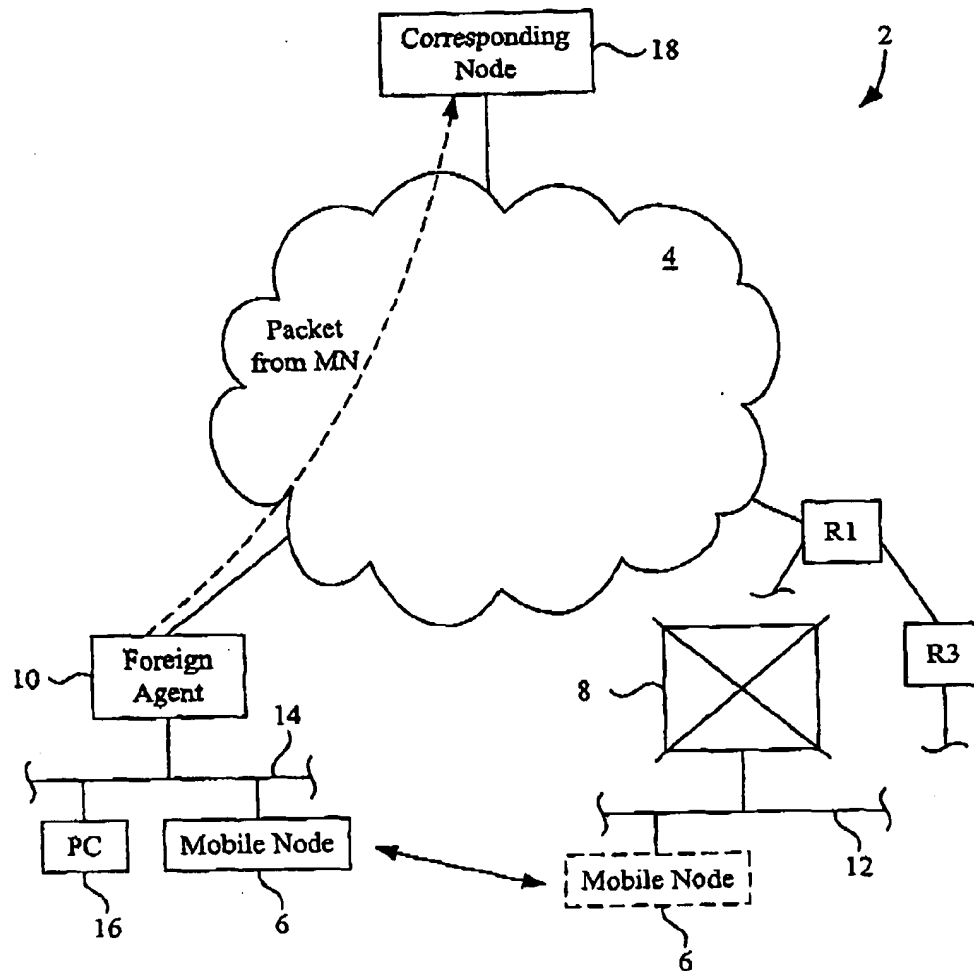 Corresponding
Node
18
2
4
Packet
from MN
R1
R3
10
Foreign
Agent
8
14
PC
Mobile Node
12
Mobile Node
16
6
6